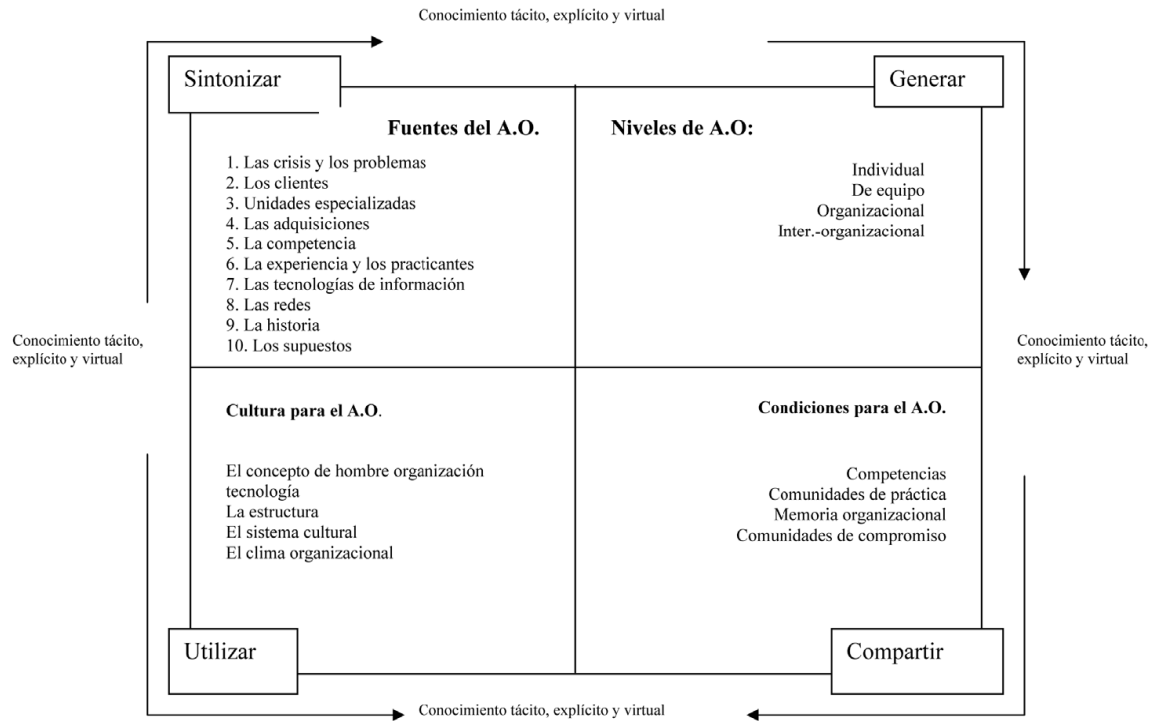 Conocimiento tácito, explícito y virtual
Sintonizar
Generar
Fuentes del A.O.
1. Las crisis y los problemas
2. Los clientes
3. Unidades especializadas
4. Las adquisiciones
5. La competencia
6. La experiencia y los practicantes
7. Las tecnologías de información
8. Las redes
9. La historia
10. Los supuestos
Niveles de A.O:
Individual
De equipo
Organizacional
Inter.-organizacional
Conocimiento tácito,
explícito y virtual
Conocimiento tácito,
explícito y virtual
Cultura para el A.O.
El concepto de hombre organización
tecnología
La estructura
El sistema cultural
El clima organizacional
Condiciones para el A.O.
Competencias
Comunidades de práctica
Memoria organizacional
Comunidades de compromiso
Utilizar
Compartir
Conocimiento tácito, explícito y virtual